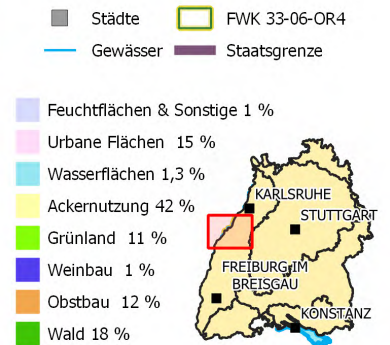 Städte
FWK 33-06-OR4
Gewässer
Staatsgrenze
Feuchtflächen & Sonstige 1 %
Urbane Flächen 15 %
Wasserflächen 1,3 %
Ackernutzung 42 %
Grünland 11 %
Weinbau 1 %
Obstbau 12 %
Wald 18 %
KARLSRUHE
STUTTGART
FREIBURG IM
BREISGAU
KONSTANZ